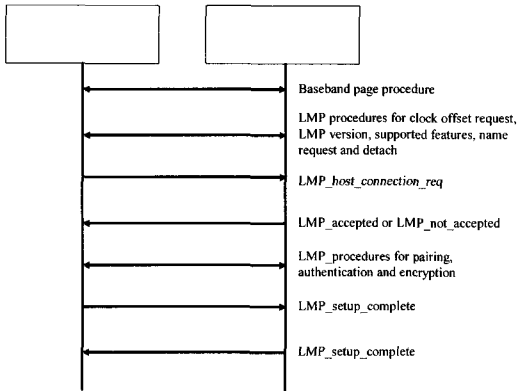 Baseband page procedure
LMP procedures for clock offset request,
LMP version, supported features, name
request and detach
LMP_host_connection_req
LMP_accepted or LMP_not_accepted
LMP_procedures for pairing,
authentication and encryption
LMP_setup_complete
LMP_setup_complete